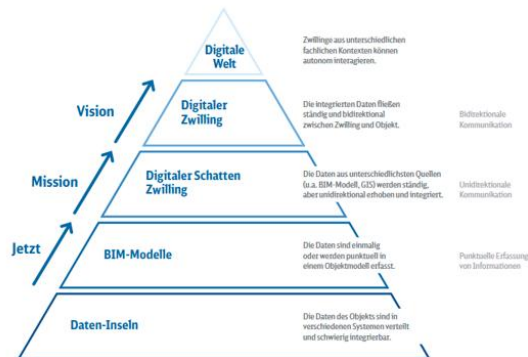 Digitale
Welt
Zwillinge aus unterschiedlichen
fachlichen Kontexten können
autonom interagieren.
Vision
Digitaler
Zwilling
Die integrierten Daten fließen
ständig und biditektional
zwischen Zwilling und Objekt.
Biditektionale
Kommunikation
Mission
Digitaler Schatten
Zwilling
Die Daten aus unterschiedlichsten Quellen
(u.a. BIM-Modell, GIS) werden ständig,
aber unidirektional erhoben und integriert.
Unidirektionale
Kommunikation
Jetzt
BIM-Modelle
Die Daten sind einmalig
oder werden punktuell in
einem Objektmodell erfasst.
Punktuelle Erfassung
von Informationen
Daten-Inseln
Die Daten des Objekts sind in
verschiedenen Systemen verteilt
und schwierig integrierbar.